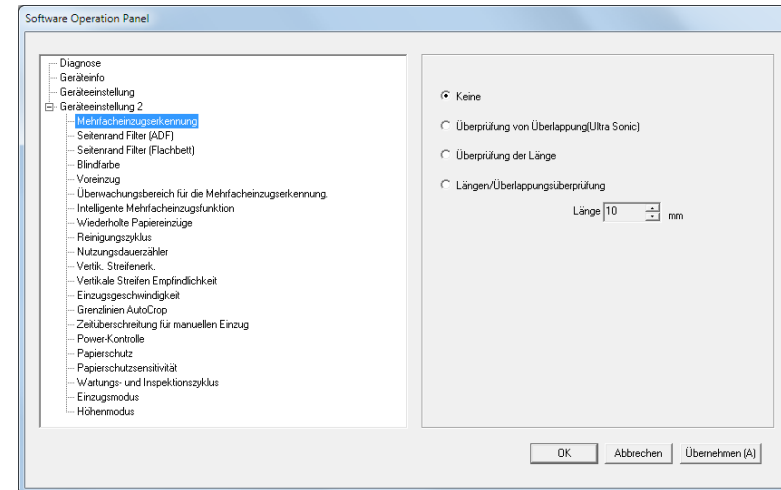 Software Operation Panel
Diagnose
Geräteinfo
Geräteeinstellung
Geräteeinstellung 2
Mehrfacheinzugserkennung
Seitenrand Filter (ADF)
Seitenrand Filter (Flachbett)
Blindfarbe
Voreinzug
Überwachungsbereich für die Mehrfacheinzugserkennung.
Intelligente Mehrfacheinzugsfunktion
Wiederholte Papiereinzüge
Reinigungszyklus
Nutzungsdauerzähler
Vertik. Streifenerk.
Vertikale Streifen Empfindlichkeit
Einzugsgeschwindigkeit
Grenzlinien AutoCrop
Zeitüberschreitung für manuellen Einzug
Power-Kontrolle
Papierschutz
Papierschutzsensitivität
Wartungs- und Inspektionszyklus
Einzugsmodus
Höhenmodus
Keine
Überprüfung von Überlappung(Ultra Sonic)
Überprüfung der Länge
Längen/Überlappungsüberprüfung
Länge 10 mm
OK Abbrechen Übernehmen (A)